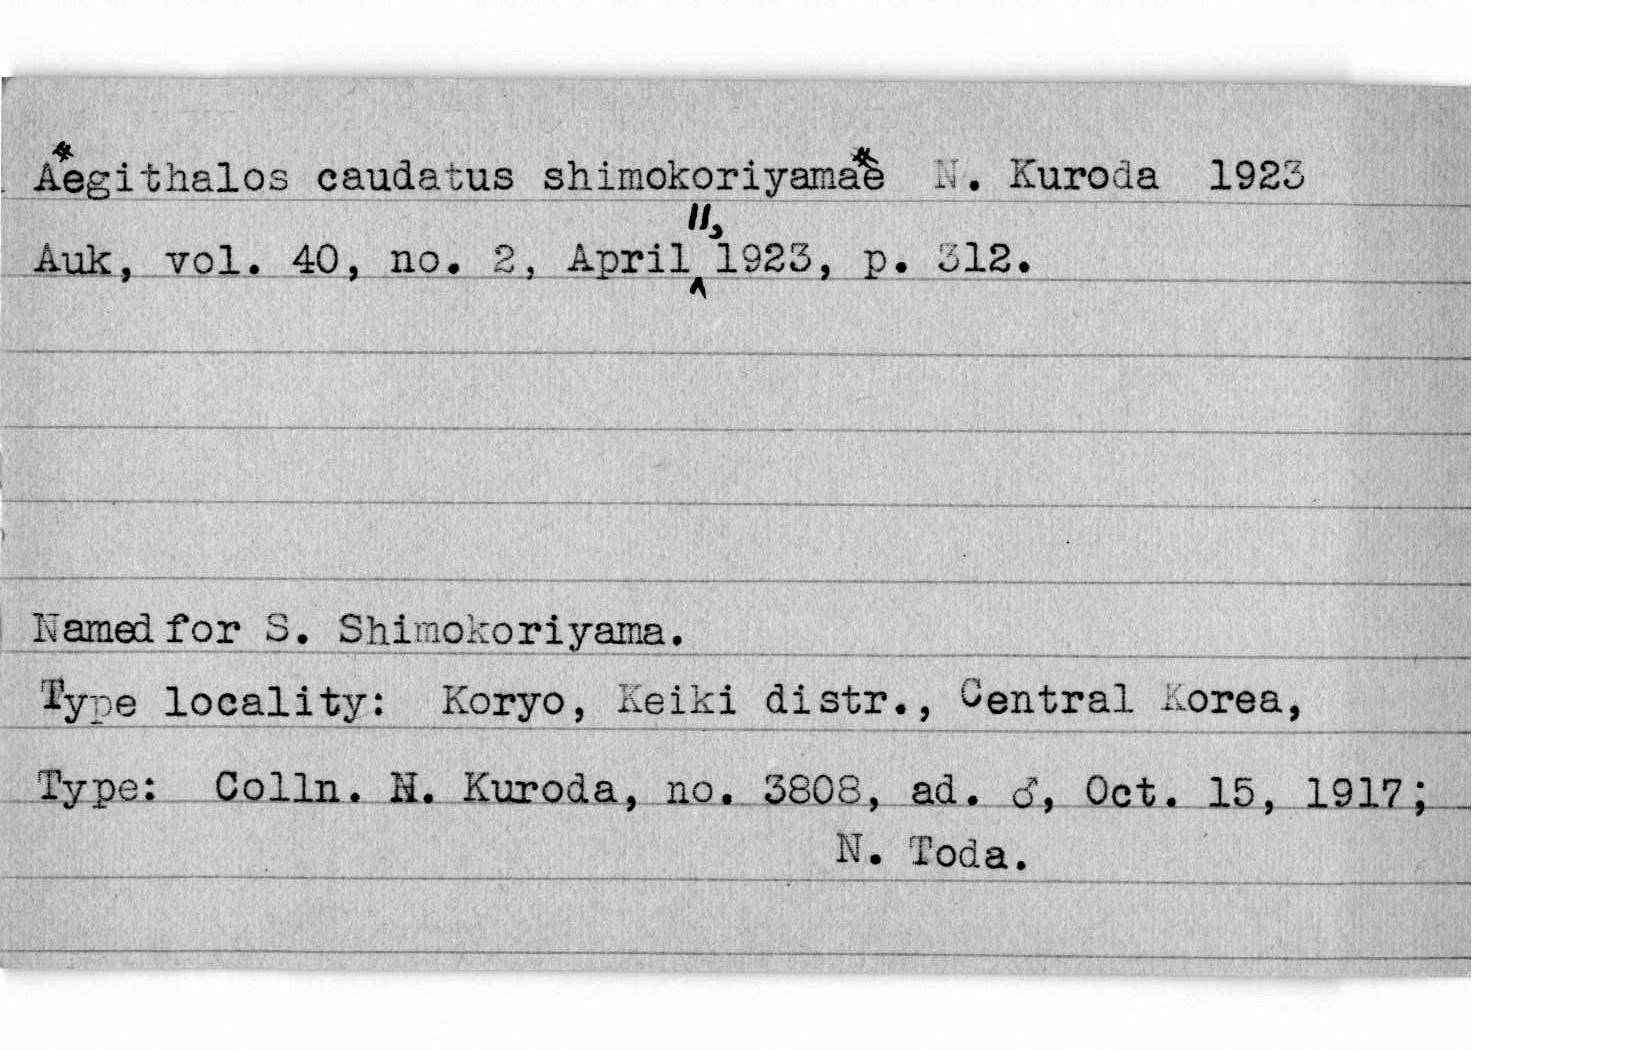 Aegithalos caudatus shimokoriyamae N. Kuroda 1923
Auk, vol. 40, no. 2, April 11, 1923, p. 312.
Named for S. Shimokoriyama.
Type locality: Koryo, Keiki distr., Central Korea,
Type: Colln. N. Kuroda, no. 3808, ad. ♂, Oct. 15, 1917;
N. Toda.